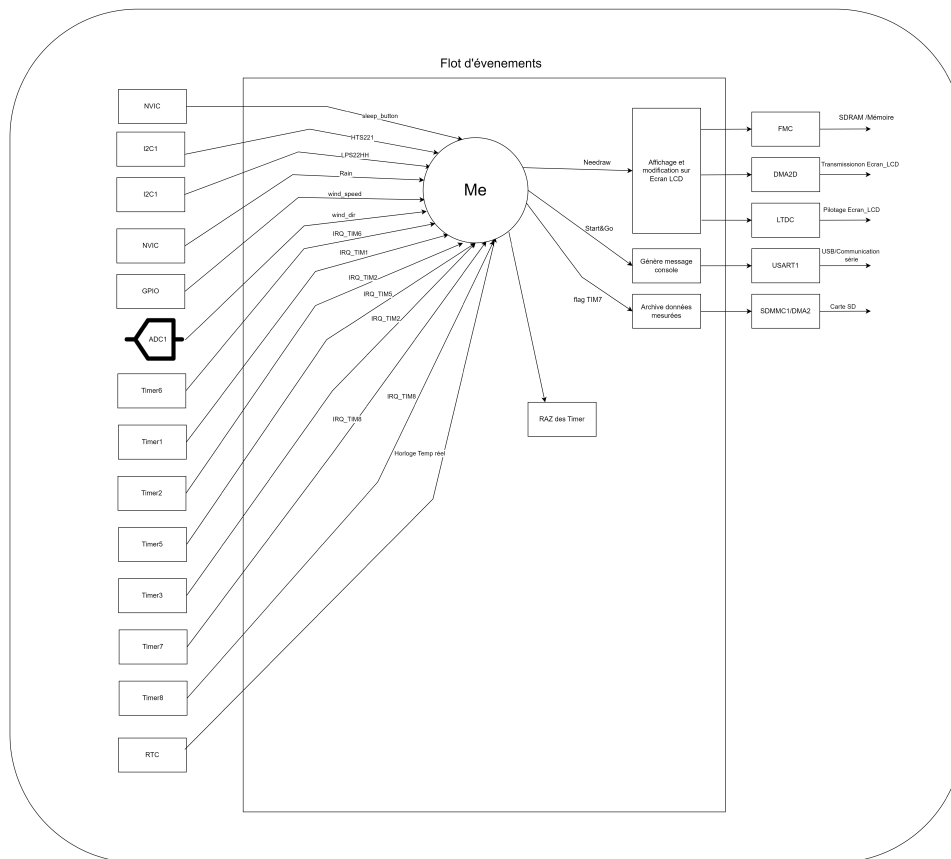 Flot d'évenements
NVIC
sleep_button
I2C1
HTS221
I2C1
LPS22HH
NVIC
Rain
GPIO
wind_speed
ADC1
wind_dir
Timer6
IRQ_TIM6
Timer1
IRQ_TIM1
Timer2
IRQ_TIM2
Timer5
IRQ_TIM5
Timer3
IRQ_TIM2
Timer7
IRQ_TIM8
Timer8
IRQ_TIM8
RTC
Horloge Temp réel
Me
Needraw
Affichage et
modification sur
Ecran LCD
FMC
SDRAM /Mémoire
DMA2D
Transmissionon Ecran_LCD
LTDC
Pilotage Ecran_LCD
Start&Go
Génère message
console
USART1
USB/Communication
série
flag TIM7
Archive données
mesurées
SDMMC1/DMA2
Carte SD
RAZ des Timer